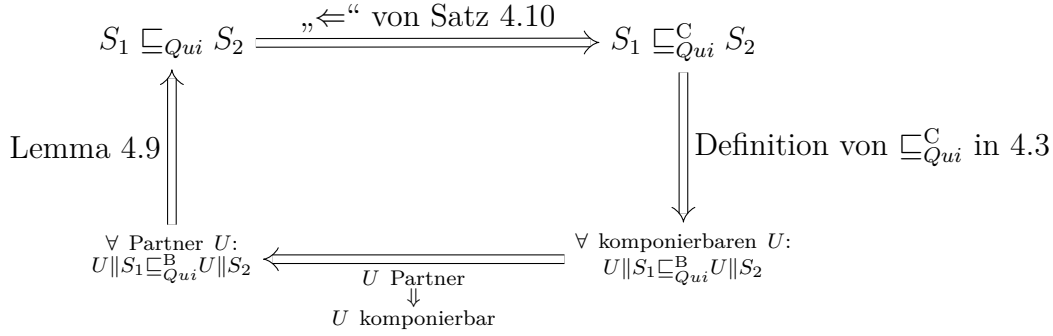 „⇐“ von Satz 4.10
S₁ ⊑_Qui S₂
S₁ ⊑^C_Qui S₂
Lemma 4.9
Definition von ⊑^C_Qui in 4.3
∀ Partner U:
U∥S₁⊑^B_Qui U∥S₂
∀ komponierbaren U:
U∥S₁⊑^B_Qui U∥S₂
U Partner
⇓
U komponierbar